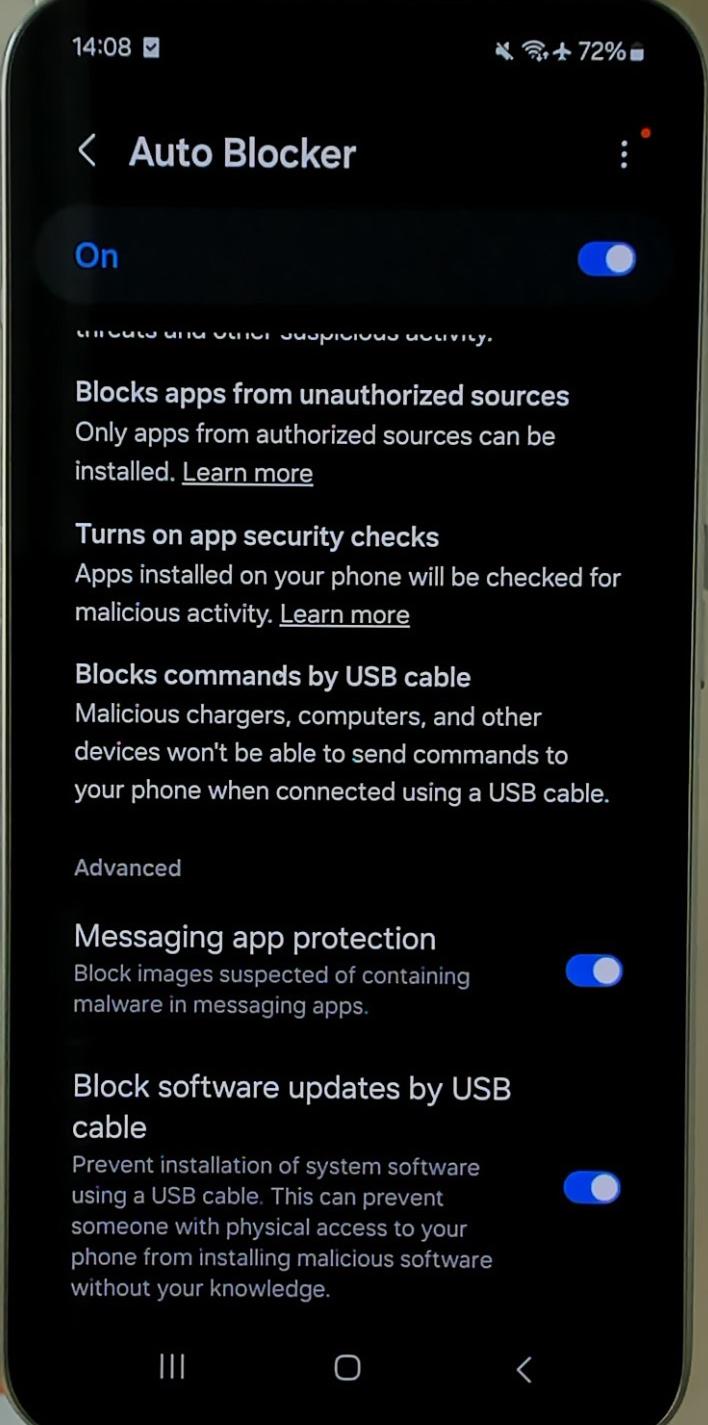 14:08
72%
Auto Blocker
On
threats and other suspicious activity.
Blocks apps from unauthorized sources
Only apps from authorized sources can be
installed. Learn more
Turns on app security checks
Apps installed on your phone will be checked for
malicious activity. Learn more
Blocks commands by USB cable
Malicious chargers, computers, and other
devices won't be able to send commands to
your phone when connected using a USB cable.
Advanced
Messaging app protection
Block images suspected of containing
malware in messaging apps.
Block software updates by USB
cable
Prevent installation of system software
using a USB cable. This can prevent
someone with physical access to your
phone from installing malicious software
without your knowledge.